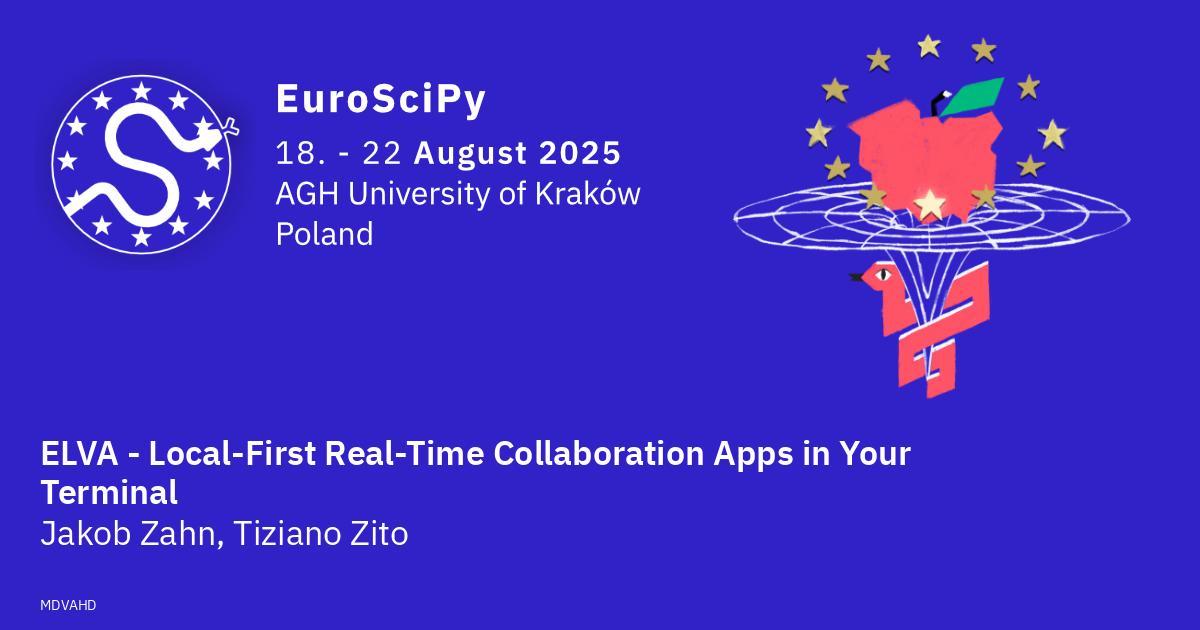 EuroSciPy
18. - 22 August 2025
AGH University of Kraków
Poland
ELVA - Local-First Real-Time Collaboration Apps in Your
Terminal
Jakob Zahn, Tiziano Zito
MDVAHD